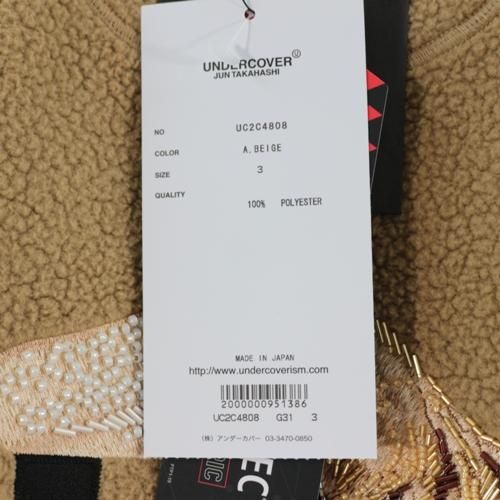 UNDERCOVER U
JUN TAKAHASHI
NO UC2C4808
COLOR A.BEIGE
SIZE 3
QUALITY 100% POLYESTER
MADE IN JAPAN
http://www.undercoverism.com
2000000951386
UC2C4808 G31 3
(株) アンダーカバー 03-3470-0850